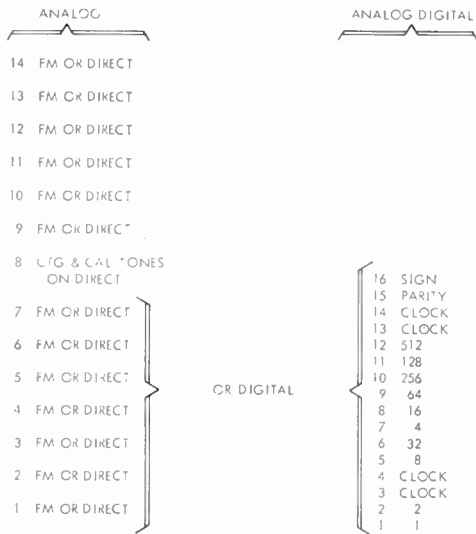 ANALOG
14 FM OR DIRECT
13 FM OR DIRECT
12 FM OR DIRECT
11 FM OR DIRECT
10 FM OR DIRECT
9 FM OR DIRECT
8 & CAL TONES
ON DIRECT
7 FM OR DIRECT
6 FM OR DIRECT
5 FM OR DIRECT
4 FM OR DIRECT
3 FM OR DIRECT
2 FM OR DIRECT
1 FM OR DIRECT
OR DIGITAL
ANALOG DIGITAL
16 SIGN
15 PARITY
14 CLOCK
13 CLOCK
12 512
11 128
10 256
9 64
8 16
7 4
6 32
5 8
4 CLOCK
3 CLOCK
2 2
1 1